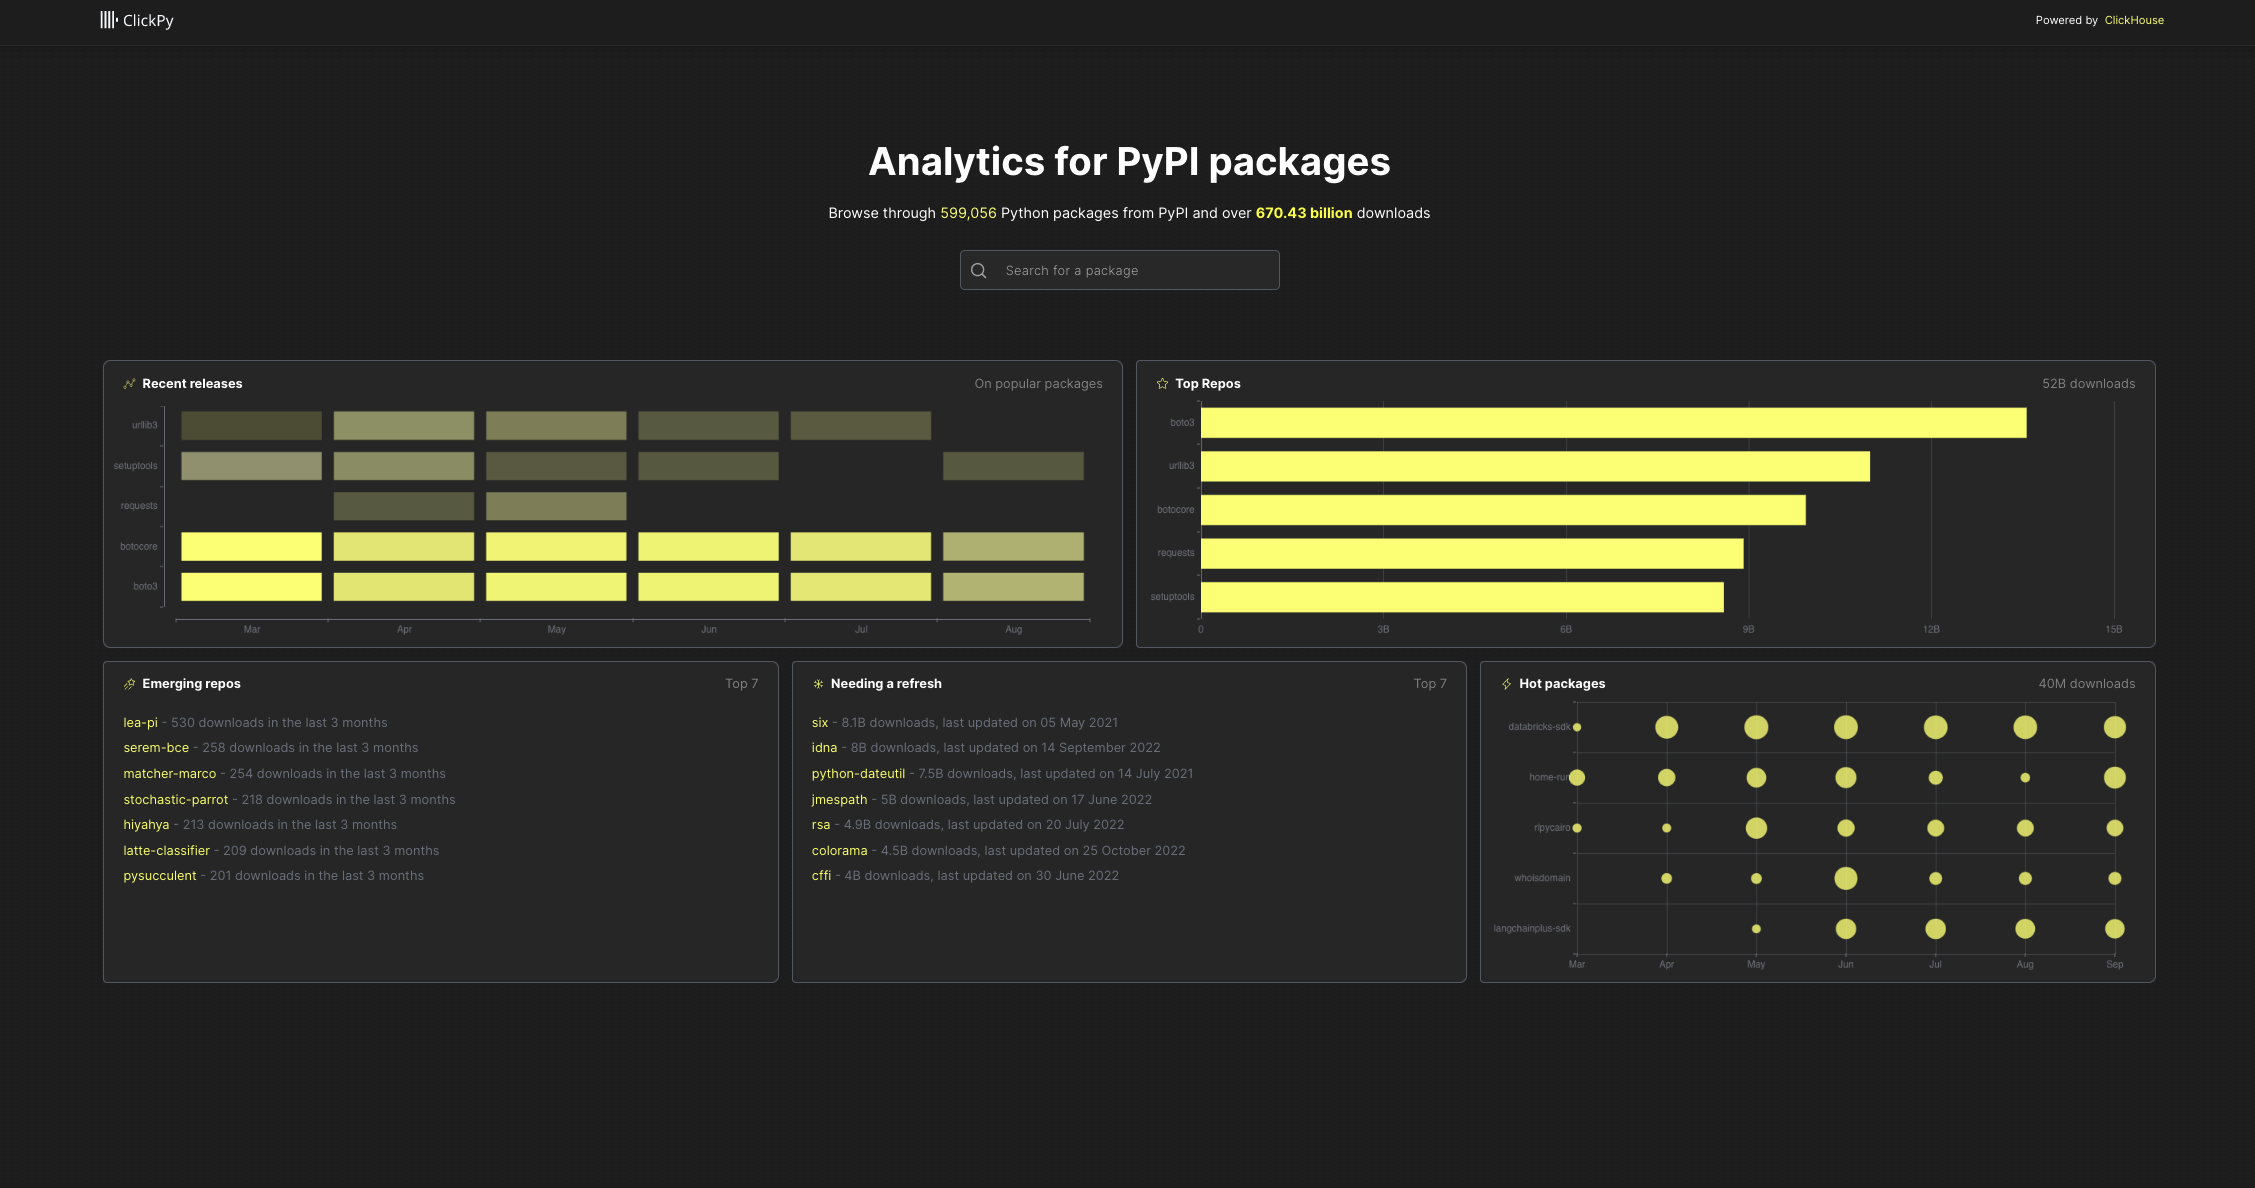 ClickPy
Powered by ClickHouse
Analytics for PyPI packages
Browse through 599,056 Python packages from PyPI and over 670.43 billion downloads
Search for a package
Recent releases
On popular packages
urllib3
setuptools
requests
botocore
boto3
Mar Apr May Jun Jul Aug
Top Repos
52B downloads
boto3
urllib3
botocore
requests
setuptools
0 3B 6B 9B 12B 15B
Emerging repos
Top 7
lea-pi - 530 downloads in the last 3 months
serem-bce - 258 downloads in the last 3 months
matcher-marco - 254 downloads in the last 3 months
stochastic-parrot - 218 downloads in the last 3 months
hiyahya - 213 downloads in the last 3 months
latte-classifier - 209 downloads in the last 3 months
pysucculent - 201 downloads in the last 3 months
Needing a refresh
Top 7
six - 8.1B downloads, last updated on 05 May 2021
idna - 8B downloads, last updated on 14 September 2022
python-dateutil - 7.5B downloads, last updated on 14 July 2021
jmespath - 5B downloads, last updated on 17 June 2022
rsa - 4.9B downloads, last updated on 20 July 2022
colorama - 4.5B downloads, last updated on 25 October 2022
cffi - 4B downloads, last updated on 30 June 2022
Hot packages
40M downloads
databricks-sdk
home-run
rlpycairo
whoisdomain
langchainplus-sdk
Mar Apr May Jun Jul Aug Sep